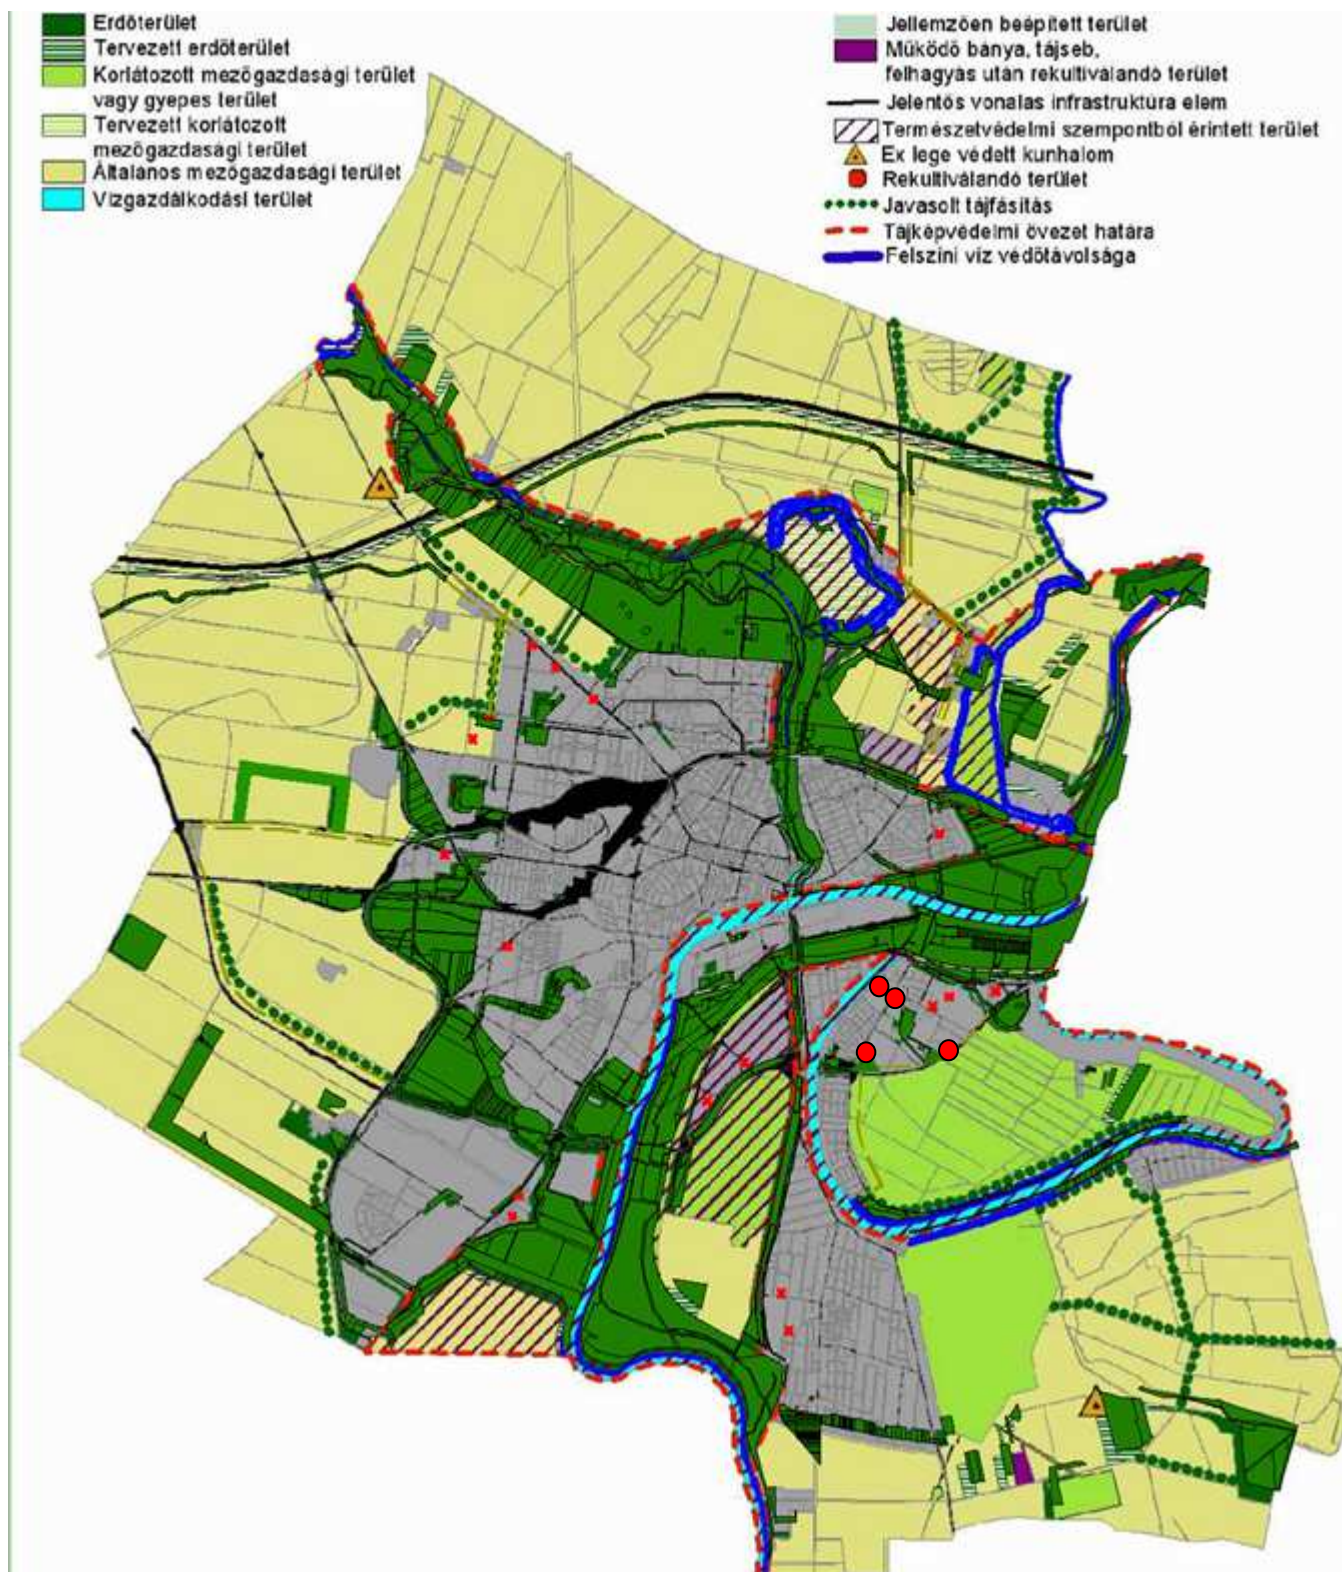 Erdőterület
Tervezett erdőterület
Korlátozott mezőgazdasági terület
vagy gyepes terület
Tervezett korlátozott
mezőgazdasági terület
Általános mezőgazdasági terület
Vízgazdálkodási terület
Jellemzően beépített terület
Működő bánya, tájseb,
felhagyás után rekultiválandó terület
Jelentős vonalas infrastruktúra elem
Természetvédelmi szempontból érintett terület
Ex lege védett kunhalom
Rekultiválandó terület
Javasolt tájfásítás
Tájképvédelmi övezet határa
Felszíni víz védőtávolsága